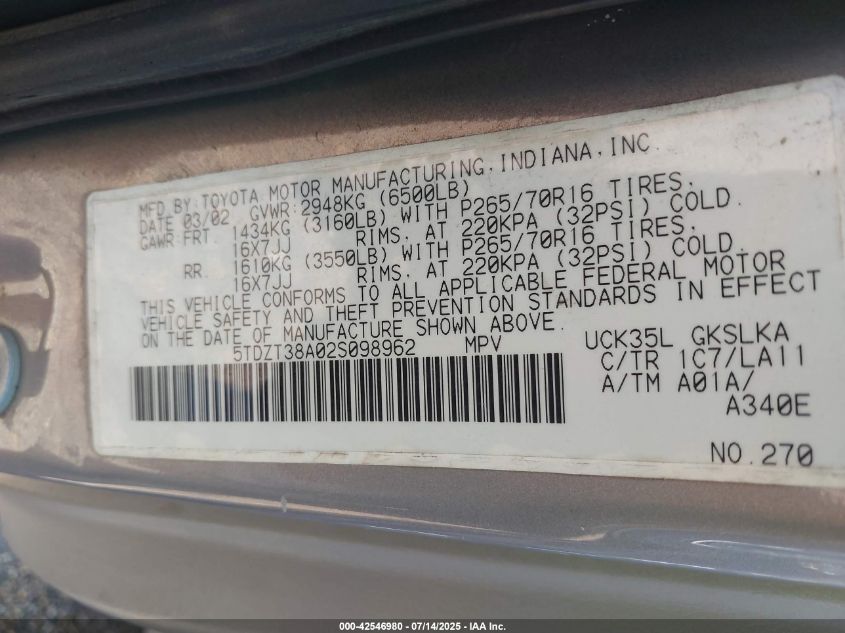 MFD.BY:TOYOTA MOTOR MANUFACTURING,INDIANA,INC.
DATE 03/02 GVWR:2948KG (6500LB)
GAWR:FRT. 1434KG (3160LB) WITH P265/70R16 TIRES,
16X7JJ RIMS, AT 220KPA (32PSI) COLD.
RR. 1610KG (3550LB) WITH P265/70R16 TIRES,
16X7JJ RIMS, AT 220KPA (32PSI) COLD.
THIS VEHICLE CONFORMS TO ALL APPLICABLE FEDERAL MOTOR
VEHICLE SAFETY AND THEFT PREVENTION STANDARDS IN EFFECT
ON THE DATE OF MANUFACTURE SHOWN ABOVE.
5TDZT38A02S098962 MPV
UCK35L GKSLKA
C/TR 1C7/LA11
A/TM A01A/
A340E
NO.270
000-42546980 - 07/14/2025 - IAA Inc.